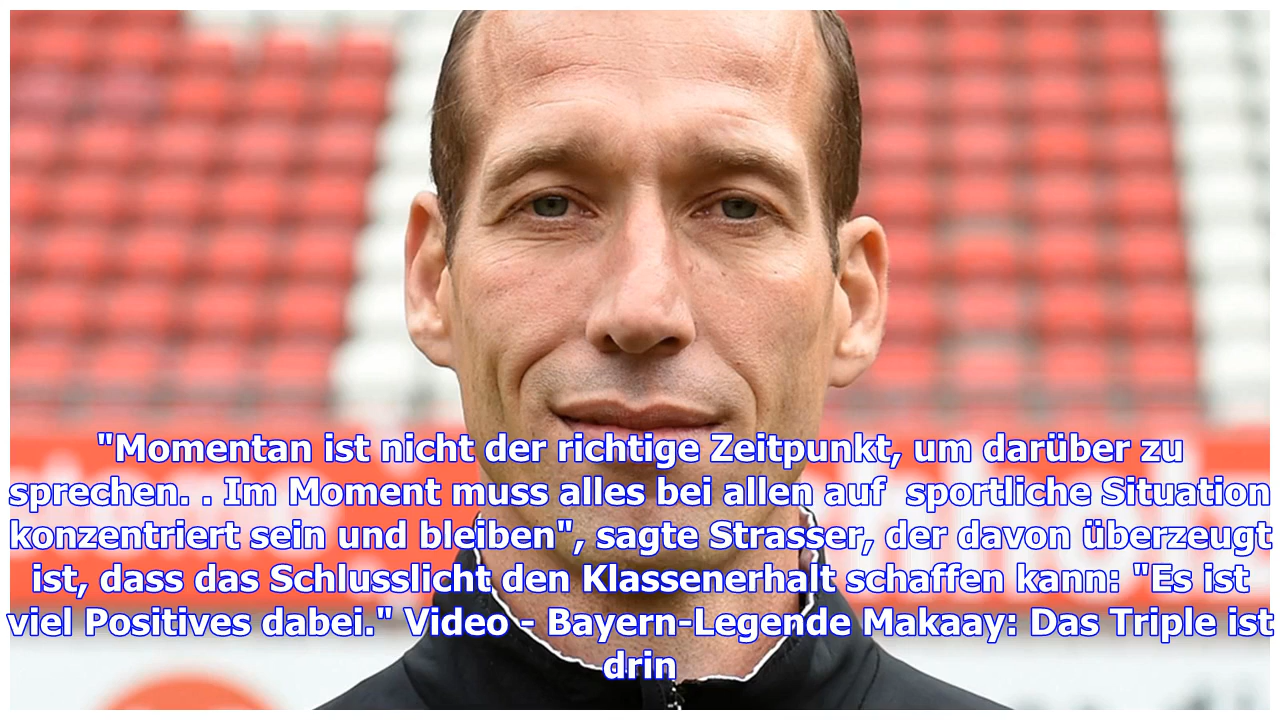 "Momentan ist nicht der richtige Zeitpunkt, um darüber zu
sprechen. . Im Moment muss alles bei allen auf  sportliche Situation
konzentriert sein und bleiben", sagte Strasser, der davon überzeugt
ist, dass das Schlusslicht den Klassenerhalt schaffen kann: "Es ist
viel Positives dabei." Video - Bayern-Legende Makaay: Das Triple ist
drin